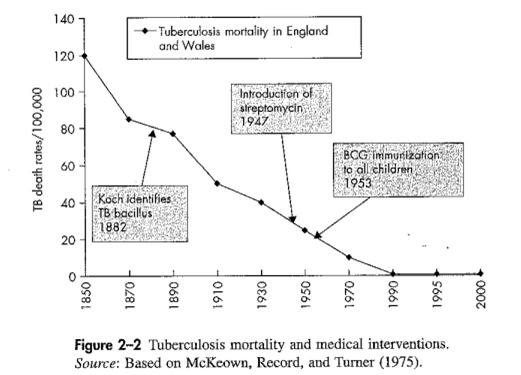 140
Tuberculosis mortality in England
and Wales
120
100
80
60
40
20
0
TB death rates/100,000
Introduction of
streptomycin
1947
BCG immunization
to all children
1953
Koch identifies
TB bacillus
1882
1850
1870
1890
1910
1930
1950
1970
1990
1995
2000
Figure 2–2 Tuberculosis mortality and medical interventions.
Source: Based on McKeown, Record, and Turner (1975).